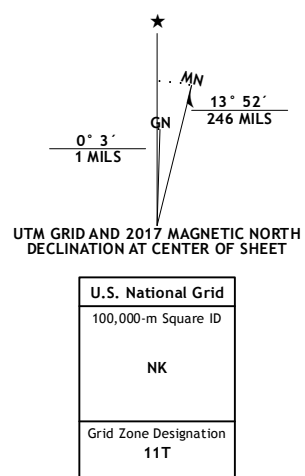 ★
MN
GN
13° 52´
246 MILS
0° 3´
1 MILS
UTM GRID AND 2017 MAGNETIC NORTH
DECLINATION AT CENTER OF SHEET
U.S. National Grid
100,000-m Square ID
NK
Grid Zone Designation
11T